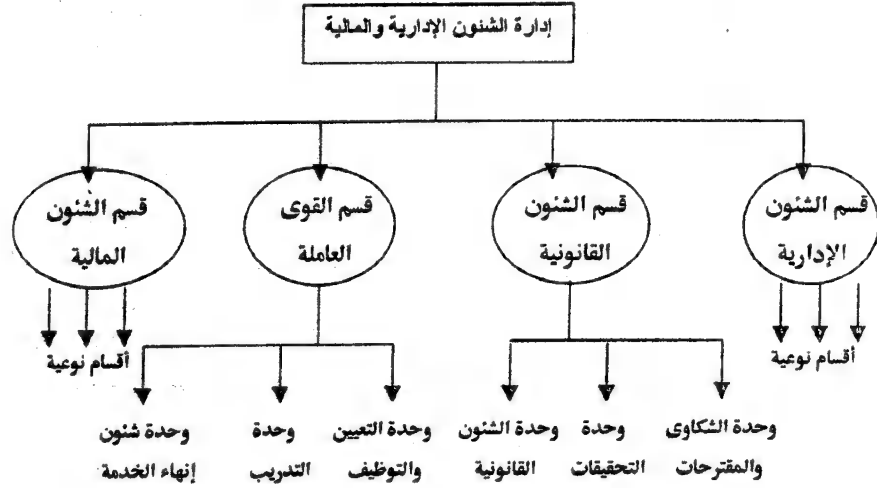 إدارة الشئون الإدارية والمالية
قسم الشئون
الإدارية
قسم الشئون
القانونية
قسم القوى
العاملة
قسم الشئون
المالية
أقسام نوعية
أقسام نوعية
وحدة الشكاوى
والمقترحات
وحدة
التحقيقات
وحدة الشئون
القانونية
وحدة التعيين
والتوظيف
وحدة
التدريب
وحدة شئون
إنهاء الخدمة